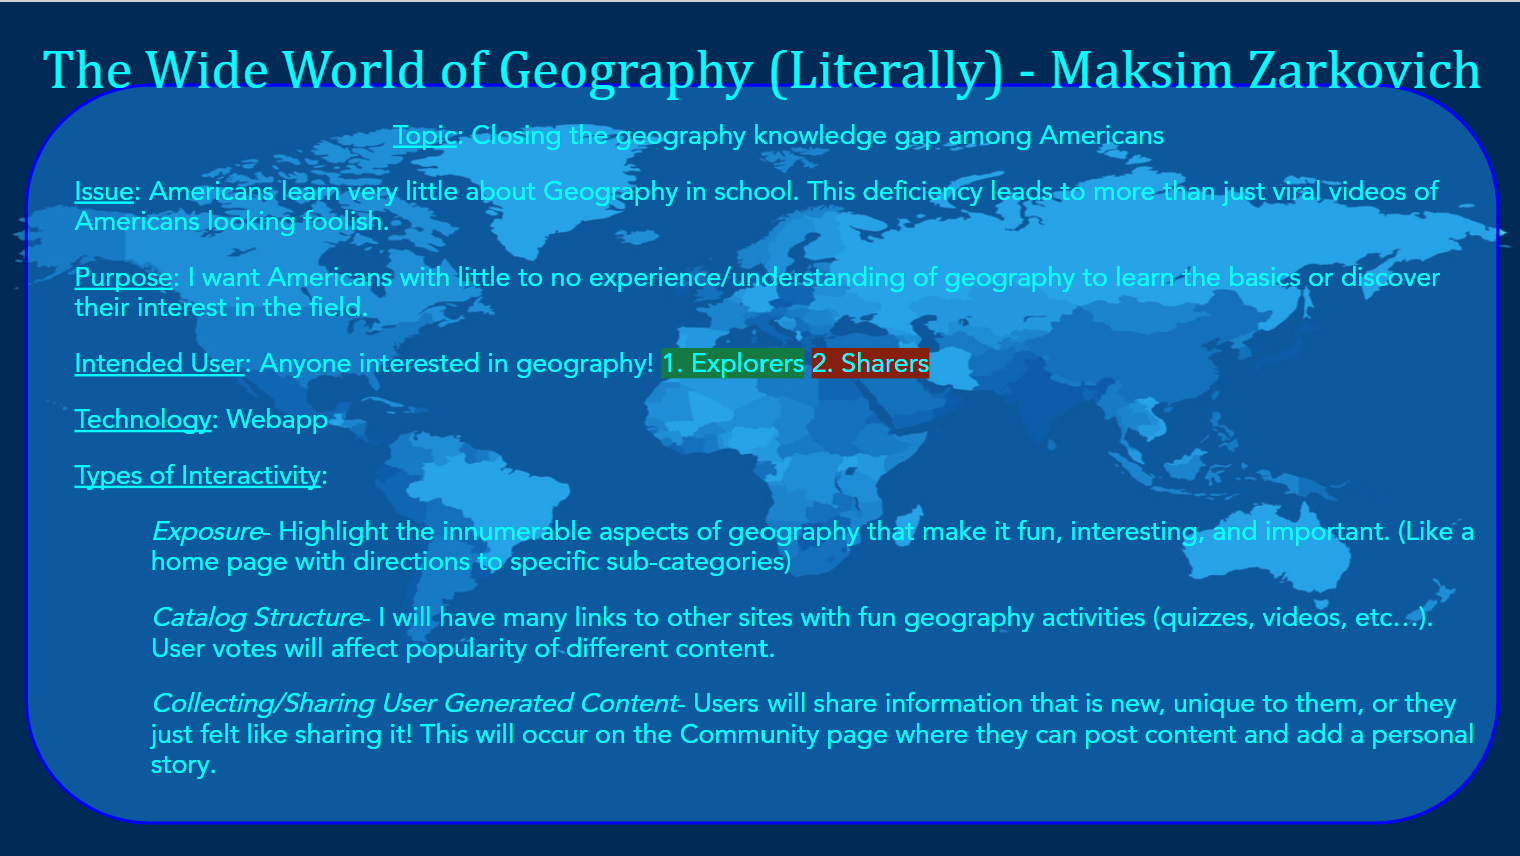 The Wide World of Geography (Literally) - Maksim Zarkovich
Topic: Closing the geography knowledge gap among Americans
Issue: Americans learn very little about Geography in school. This deficiency leads to more than just viral videos of
Americans looking foolish.
Purpose: I want Americans with little to no experience/understanding of geography to learn the basics or discover
their interest in the field.
Intended User: Anyone interested in geography! 1. Explorers 2. Sharers
Technology: Webapp
Types of Interactivity:
Exposure- Highlight the innumerable aspects of geography that make it fun, interesting, and important. (Like a
home page with directions to specific sub-categories)
Catalog Structure- I will have many links to other sites with fun geography activities (quizzes, videos, etc...).
User votes will affect popularity of different content.
Collecting/Sharing User Generated Content- Users will share information that is new, unique to them, or they
just felt like sharing it! This will occur on the Community page where they can post content and add a personal
story.